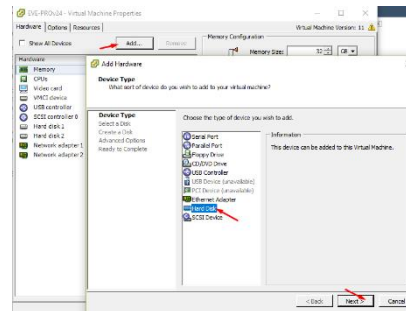 EVE-PROv24 - Virtual Machine Properties
Hardware Options Resources
Virtual Machine Version: 11
Show All Devices
Add...
Remove
Memory Configuration
Memory Size: 32 GB
Hardware
Memory
CPUs
Video card
VMCI device
USB controller
SCSI controller 0
Hard disk 1
Hard disk 2
Network adapter 1
Network adapter 2
Add Hardware
Device Type
What sort of device do you wish to add to your virtual machine?
Device Type
Select a Disk
Create a Disk
Advanced Options
Ready to Complete
Choose the type of device you wish to add.
Serial Port
Parallel Port
Floppy Drive
CD/DVD Drive
USB Controller
USB Device (unavailable)
PCI Device (unavailable)
Ethernet Adapter
Hard Disk
SCSI Device
Information
This device can be added to this Virtual Machine.
< Back
Next >
Cancel